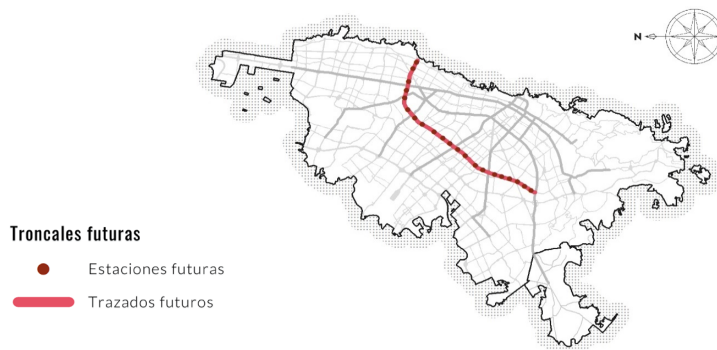 N
Troncales futuras
Estaciones futuras
Trazados futuros